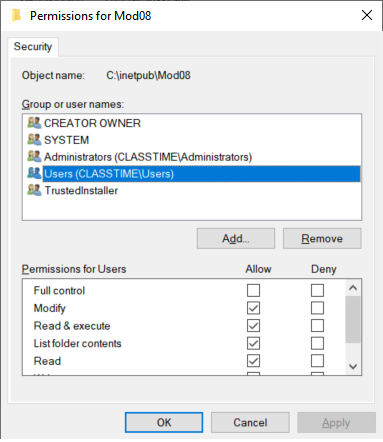 Permissions for Mod08
Security
Object name: C:\inetpub\Mod08
Group or user names:
CREATOR OWNER
SYSTEM
Administrators (CLASSTIME\Administrators)
Users (CLASSTIME\Users)
TrustedInstaller
Add...
Remove
Permissions for Users Allow Deny
Full control
Modify
Read & execute
List folder contents
Read
OK
Cancel
Apply